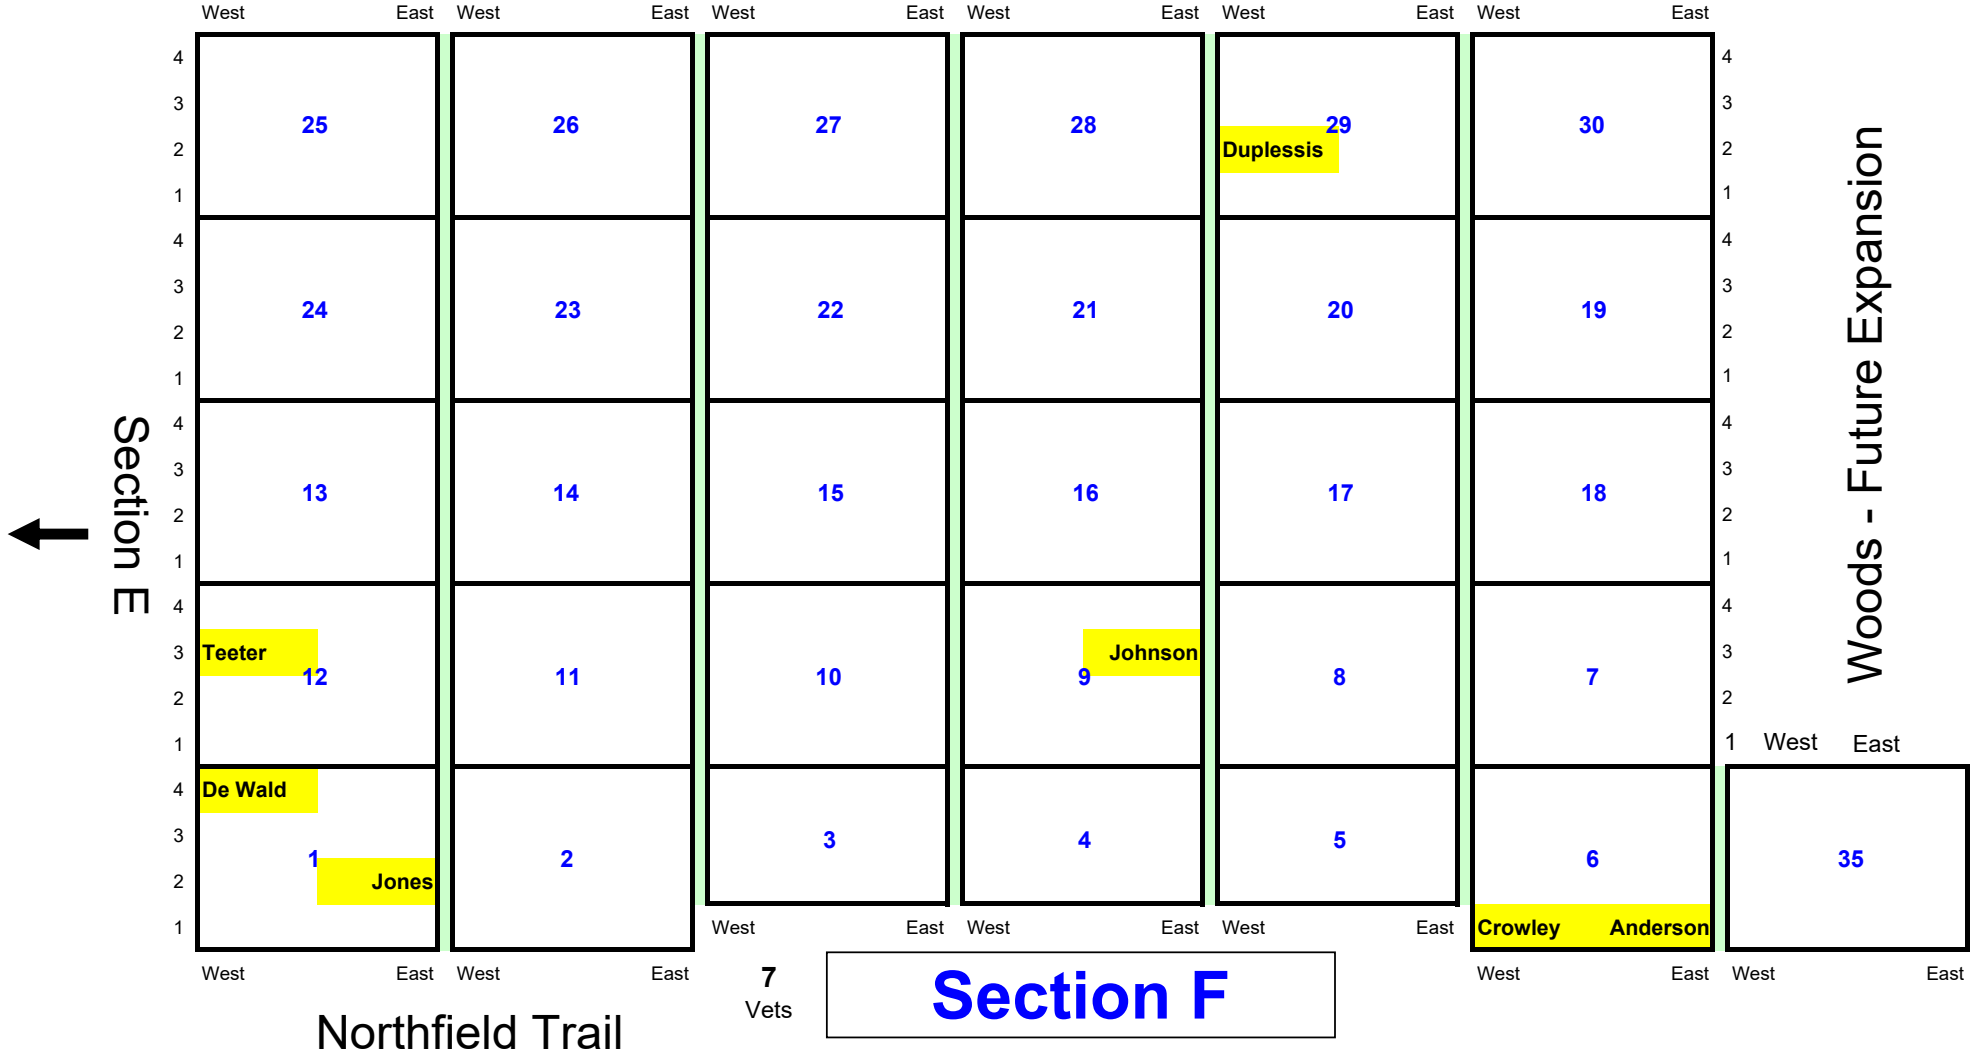 West East West East West East West East West East West East
4 4
3 3
25 26 27 28 29 30
2 Duplessis 2
1 1
4 4
3 3
24 23 22 21 20 19
2 2
1 1
4 4
3 3
13 14 15 16 17 18
2 2
1 1
4 4
3 Teeter Johnson 3
12 11 10 9 8 7
2 2
1 1 West East
4 De Wald
3 3 4 5
1 2 6 35
2 Jones
1 West East West East West East Crowley Anderson
West East West East West East West East
7
Vets
Section F
Northfield Trail
Section E
Woods - Future Expansion